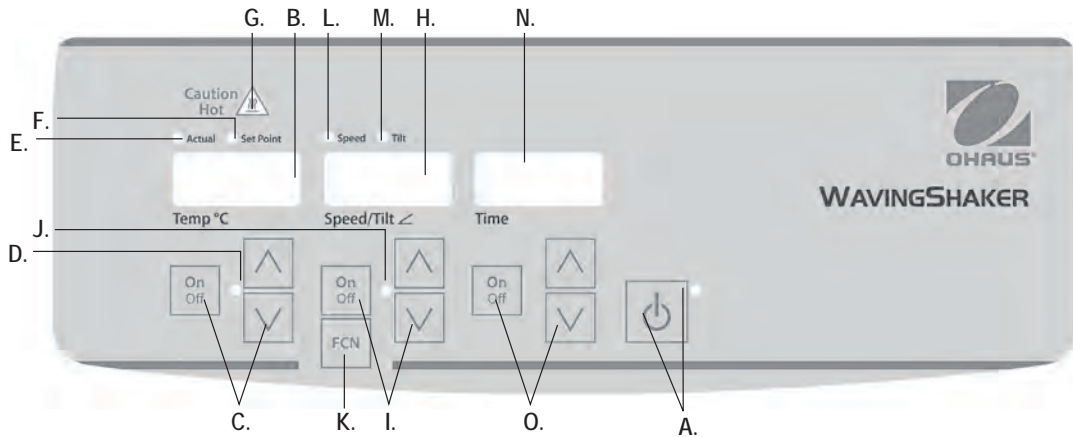 G. B. L. M. H. N.
Caution
Hot
F.
E.
Actual Set Point Speed Tilt
OHAUS
WAVINGSHAKER
Temp °C Speed/Tilt Time
J.
D.
On
Off
On
Off
On
Off
FCN
C. K. I. O. A.